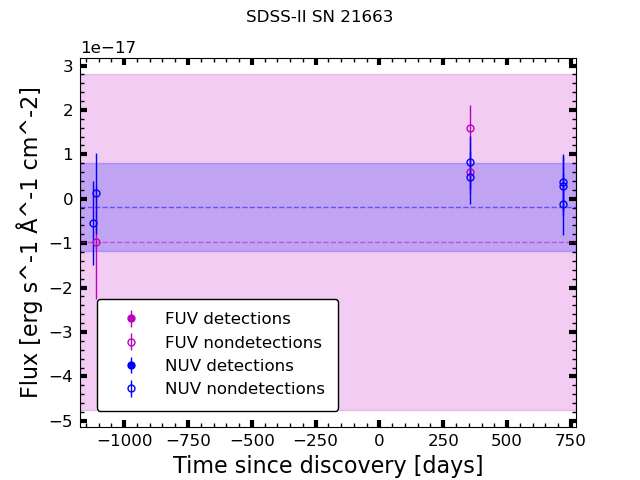 SDSS-II SN 21663
1e−17
3
2
1
0
−1
−2
−3
−4
−5
Flux [erg s^-1 Å^-1 cm^-2]
FUV detections
FUV nondetections
NUV detections
NUV nondetections
−1000 −750 −500 −250 0 250 500 750
Time since discovery [days]